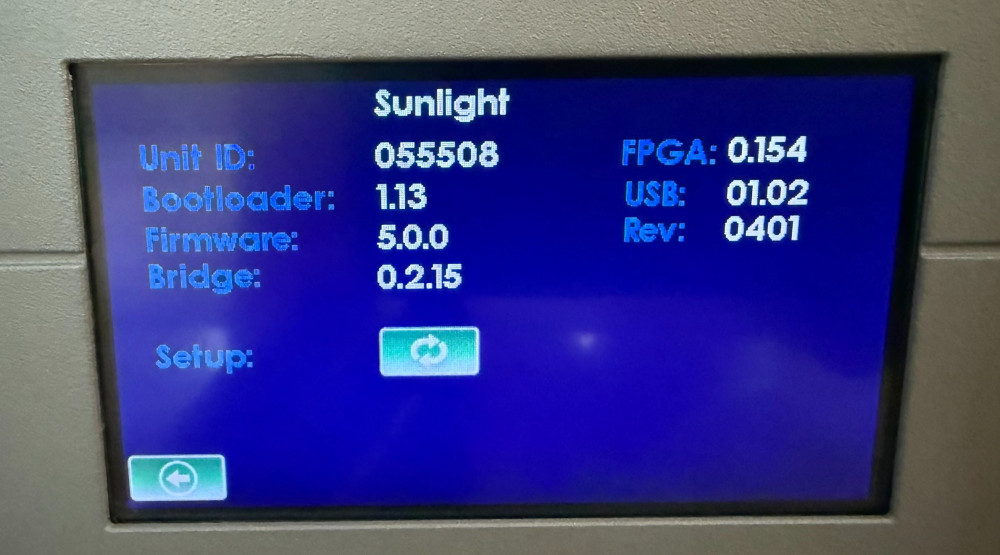 Sunlight
Unit ID: 055508 FPGA: 0.154
Bootloader: 1.13 USB: 01.02
Firmware: 5.0.0 Rev: 0401
Bridge: 0.2.15
Setup: